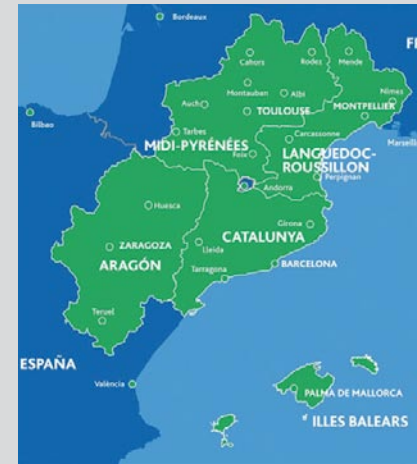 Bordeaux
FR
Cahors
Rodez
Mende
Montauban
Albi
Nîmes
Auch
TOULOUSE
MONTPELLIER
Bilbao
Tarbes
Carcassonne
Marseill
MIDI-PYRÉNÉES
Foix
LANGUEDOC-
ROUSSILLON
Perpignan
Andorra
Huesca
Girona
ZARAGOZA
Lleida
CATALUNYA
ARAGÓN
BARCELONA
Tarragona
Teruel
ESPAÑA
València
PALMA DE MALLORCA
ILLES BALEARS